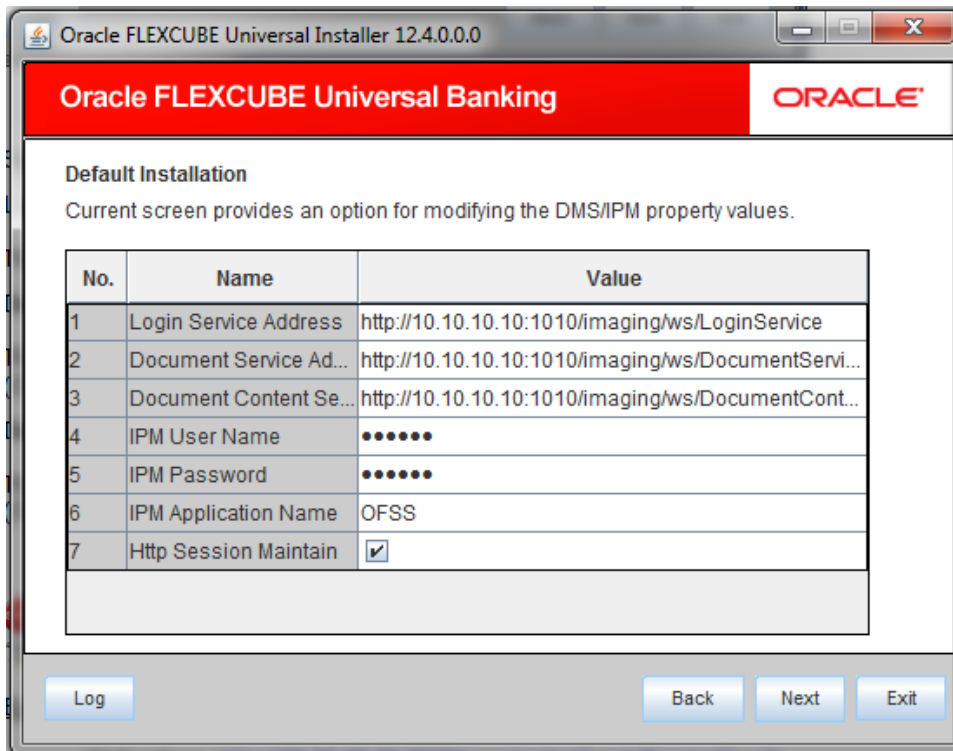 Oracle FLEXCUBE Universal Installer 12.4.0.0.0
Oracle FLEXCUBE Universal Banking
ORACLE
Default Installation
Current screen provides an option for modifying the DMS/IPM property values.
No. Name Value
1 Login Service Address http://10.10.10.10:1010/imaging/ws/LoginService
2 Document Service Ad... http://10.10.10.10:1010/imaging/ws/DocumentServi...
3 Document Content Se... http://10.10.10.10:1010/imaging/ws/DocumentCont...
4 IPM User Name ●●●●●●
5 IPM Password ●●●●●●
6 IPM Application Name OFSS
7 Http Session Maintain
Log Back Next Exit